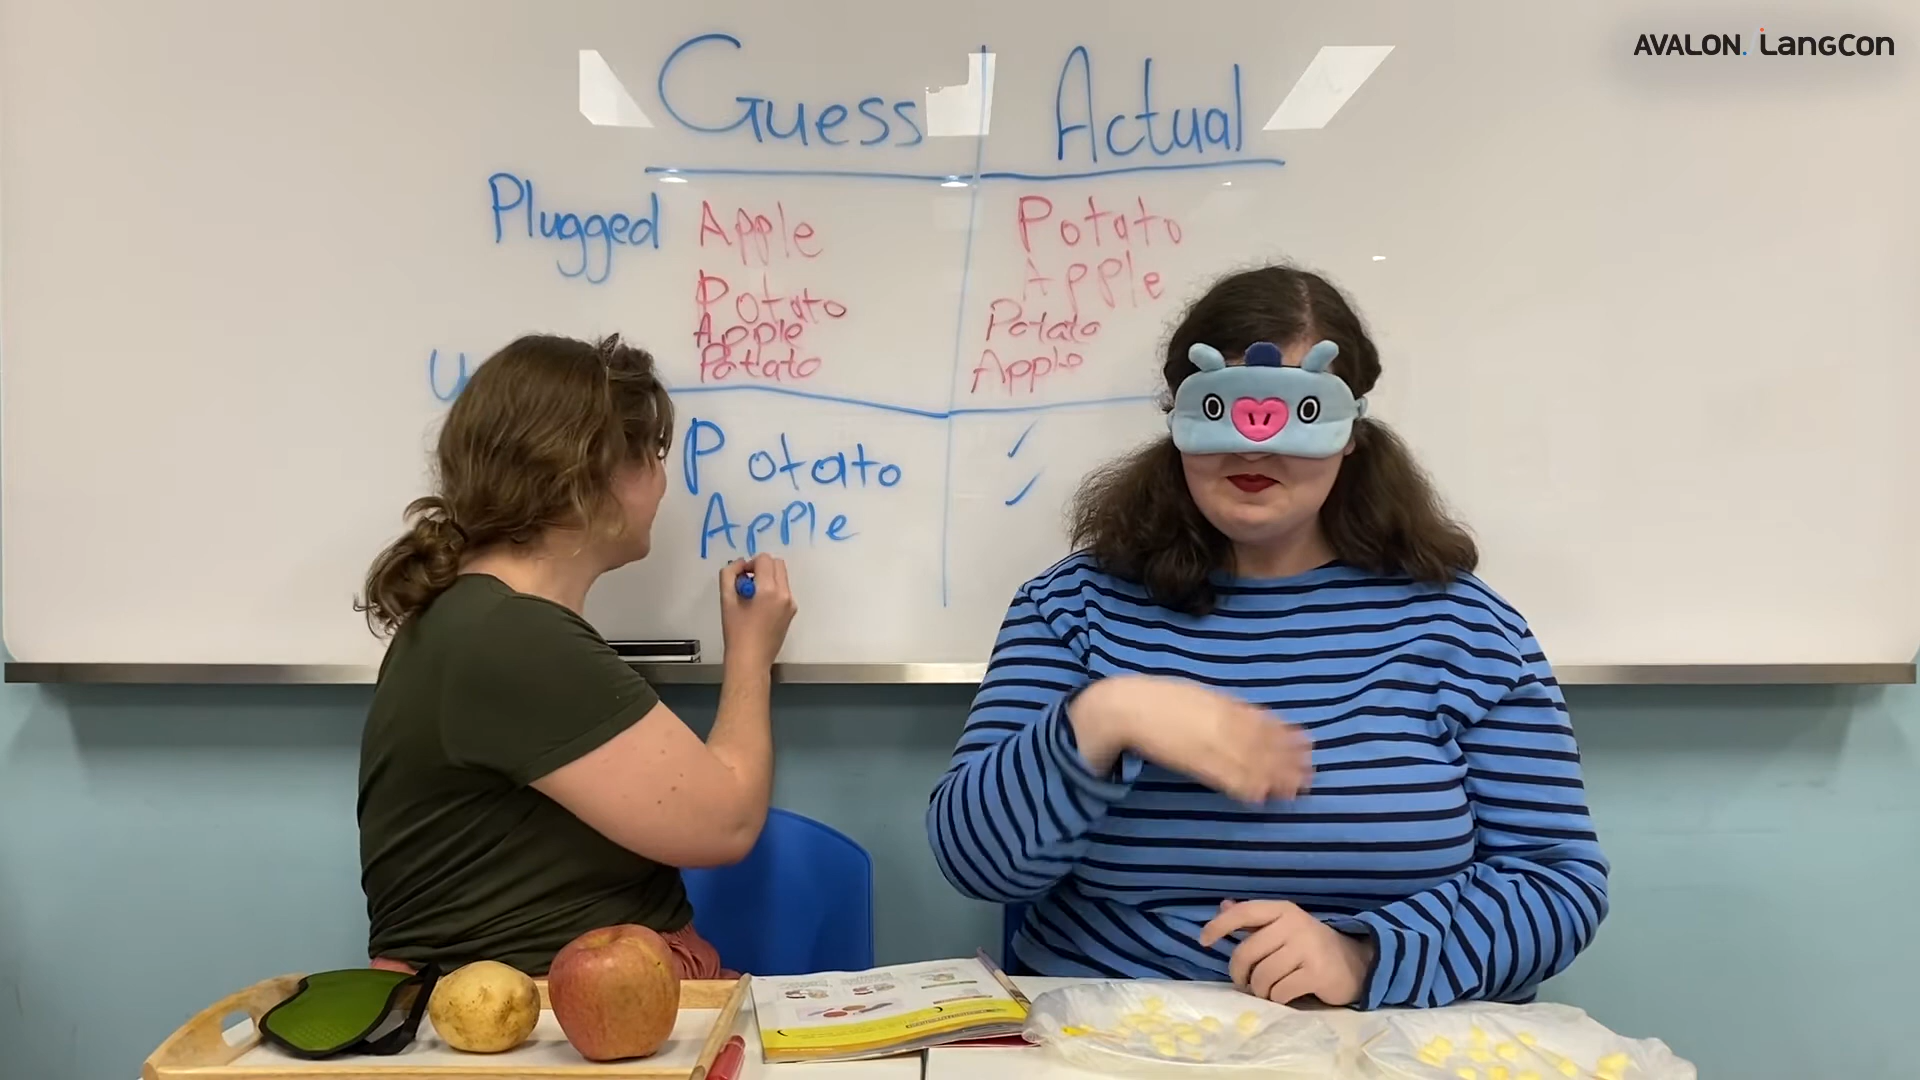 AVALON. LangCon
Guess Actual
Plugged Apple Potato
Potato Apple
Apple Potato
Potato Apple
Potato ✓
Apple ✓